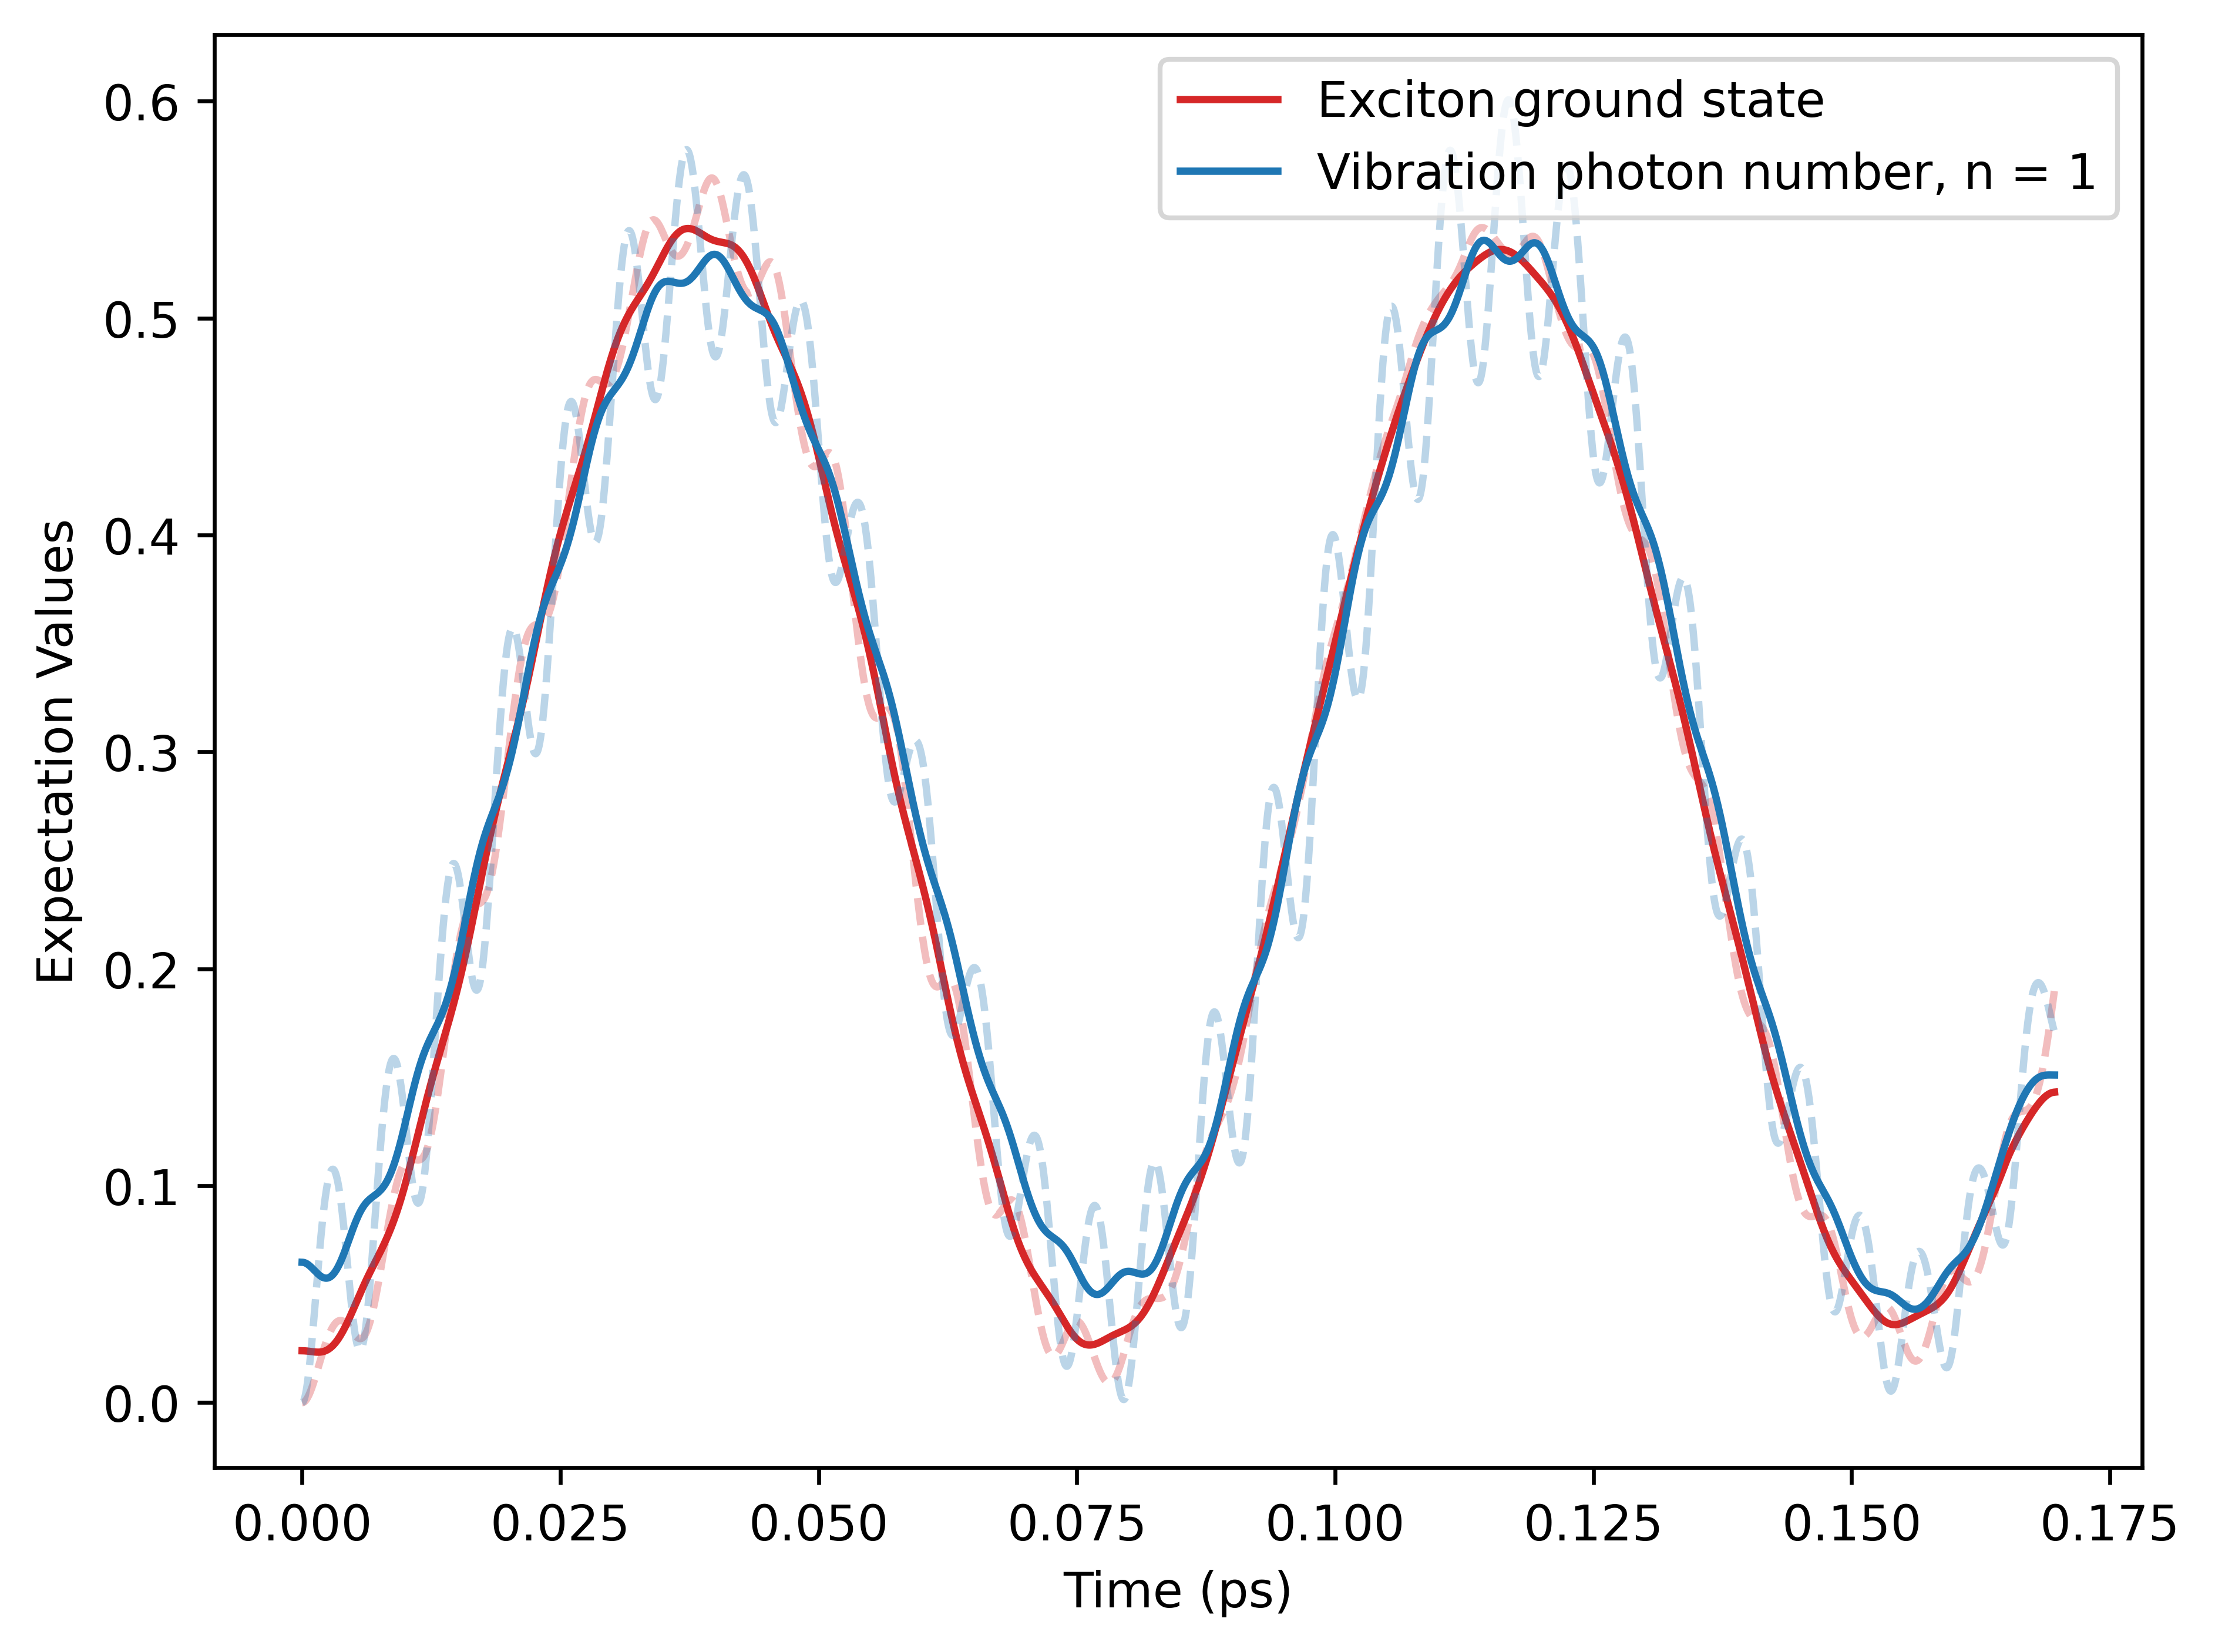 Exciton ground state
Vibration photon number, n = 1
0.6
0.5
0.4
0.3
0.2
0.1
0.0
Expectation Values
0.000 0.025 0.050 0.075 0.100 0.125 0.150 0.175
Time (ps)